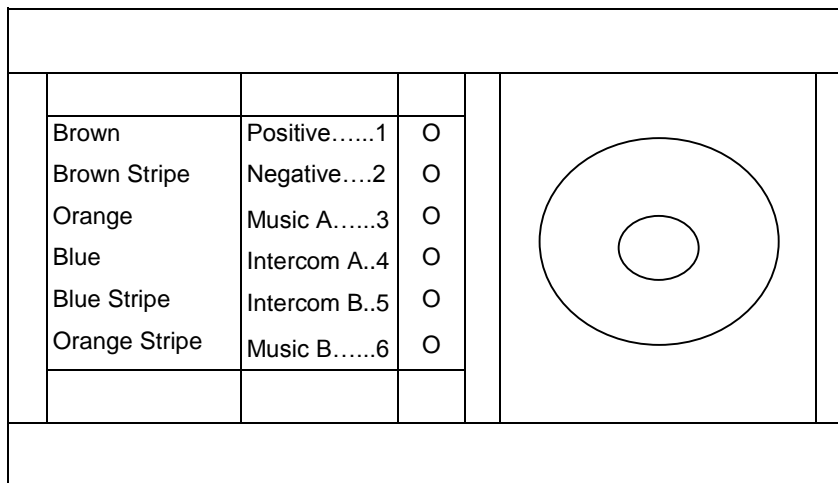 Brown Positive…...1 O
Brown Stripe Negative….2 O
Orange Music A…...3 O
Blue Intercom A..4 O
Blue Stripe Intercom B..5 O
Orange Stripe Music B…...6 O